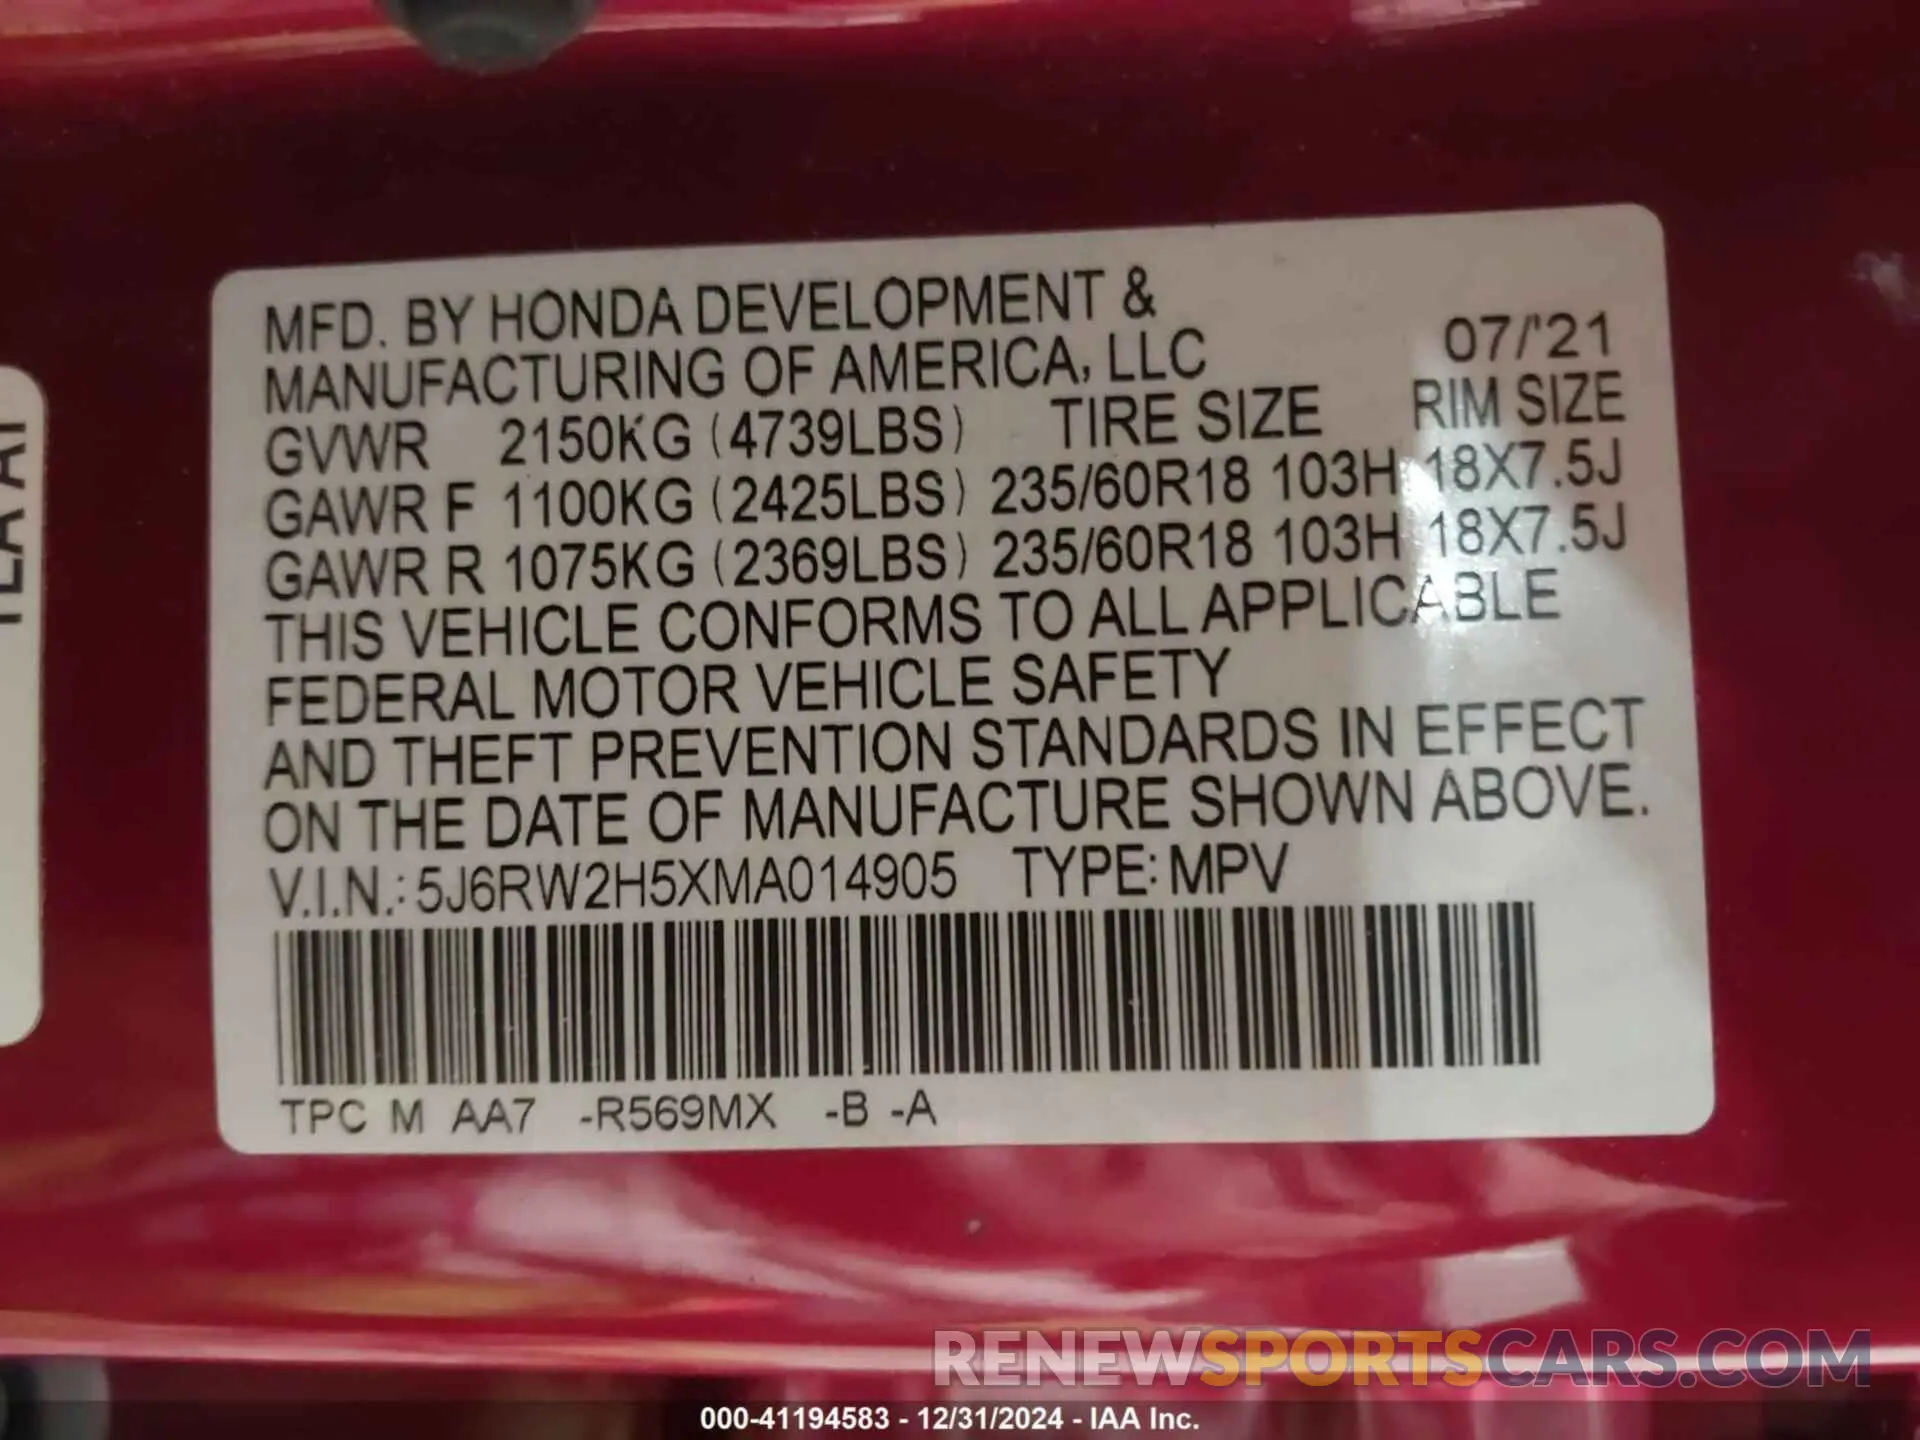 MFD. BY HONDA DEVELOPMENT &
MANUFACTURING OF AMERICA, LLC 07/'21
GVWR 2150KG (4739LBS) TIRE SIZE RIM SIZE
GAWR F 1100KG (2425LBS) 235/60R18 103H 18X7.5J
GAWR R 1075KG (2369LBS) 235/60R18 103H 18X7.5J
THIS VEHICLE CONFORMS TO ALL APPLICABLE
FEDERAL MOTOR VEHICLE SAFETY
AND THEFT PREVENTION STANDARDS IN EFFECT
ON THE DATE OF MANUFACTURE SHOWN ABOVE.
V.I.N.: 5J6RW2H5XMA014905 TYPE: MPV
TPC M AA7 -R569MX -B -A
RENEWSPORTSCARS.COM
000-41194583 - 12/31/2024 - IAA Inc.